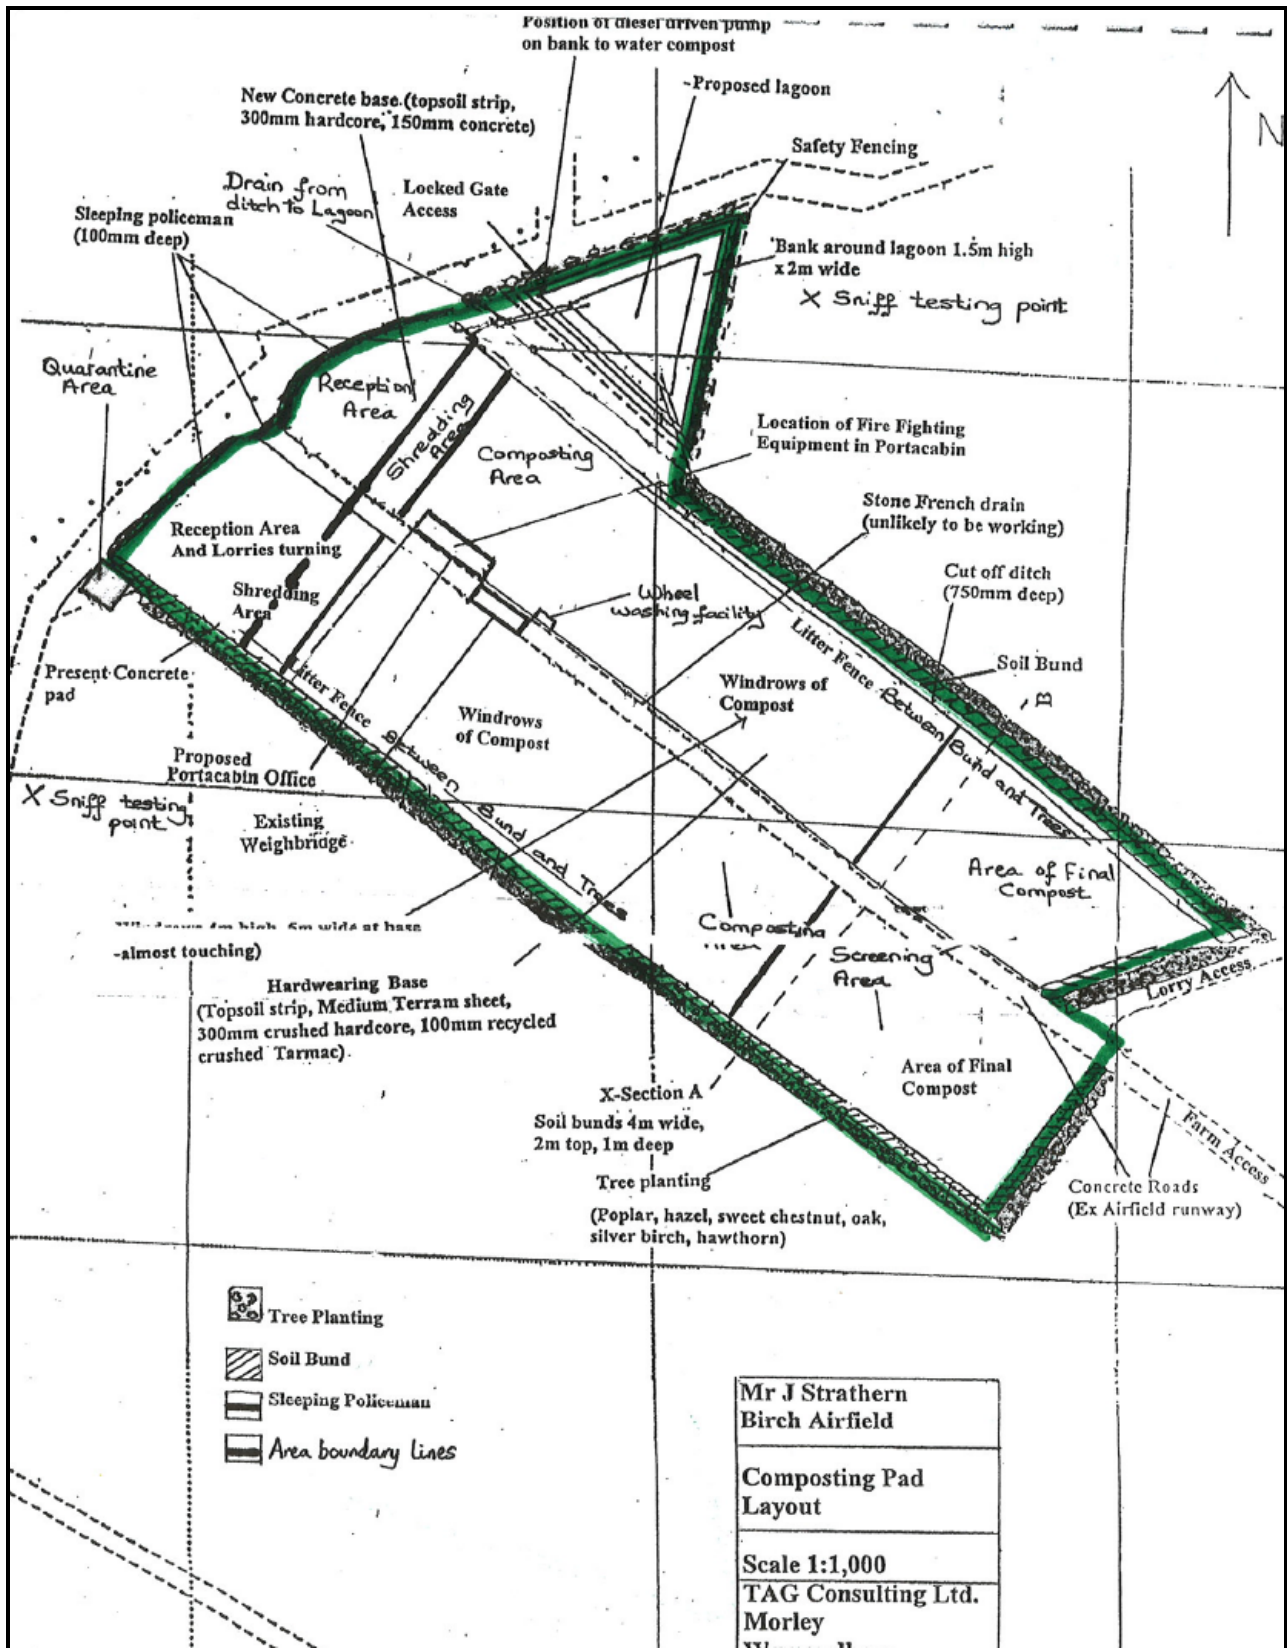 Position of diesel driven pump
on bank to water compost
-Proposed lagoon
New Concrete base.(topsoil strip,
300mm hardcore, 150mm concrete)
N
Safety Fencing
Drain from
ditch to Lagoon
Locked Gate
Access
Sleeping policeman
(100mm deep)
Bank around lagoon 1.5m high
x 2m wide
X Sniff testing point
Quarantine
Area
Reception
Area
Shredding
Area
Composting
Area
Location of Fire Fighting
Equipment in Portacabin
Stone French drain
(unlikely to be working)
Reception Area
And Lorries turning
Shredding
Area
Wheel
washing facility
Cut off ditch
(750mm deep)
Soil Bund
B
Litter Fence Between Bund and Trees
Present Concrete
pad
Litter Fence Between Bund and Trees
Windrows of
Compost
Windrows
of Compost
Proposed
Portacabin Office
X Sniff testing
point
Existing
Weighbridge
Area of Final
Compost
4m high, 6m wide at base
-almost touching)
Composting
Screening
Area
Lorry Access
Hardwearing Base
(Topsoil strip, Medium Terram sheet,
300mm crushed hardcore, 100mm recycled
crushed Tarmac)
Area of Final
Compost
X-Section A
Soil bunds 4m wide,
2m top, 1m deep
Farm Access
Tree planting
(Poplar, hazel, sweet chestnut, oak,
silver birch, hawthorn)
Concrete Roads
(Ex Airfield runway)
Tree Planting
Soil Bund
Sleeping Policeman
Area boundary lines
Mr J Strathern
Birch Airfield
Composting Pad
Layout
Scale 1:1,000
TAG Consulting Ltd.
Morley